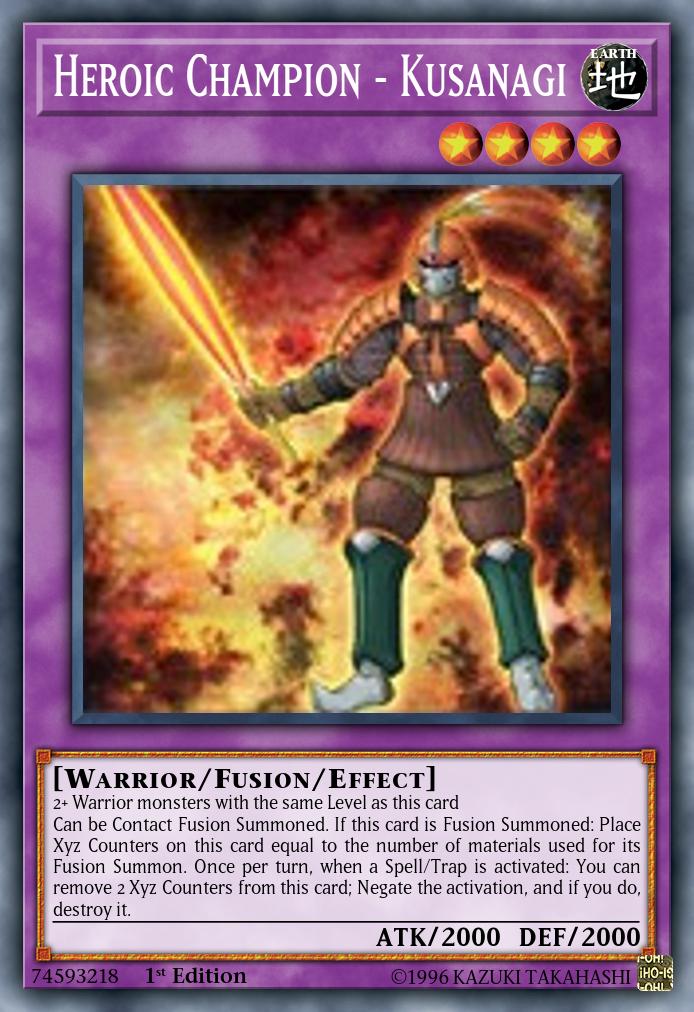 HEROIC CHAMPION - KUSANAGI
EARTH
地
[WARRIOR/FUSION/EFFECT]
2+ Warrior monsters with the same Level as this card
Can be Contact Fusion Summoned. If this card is Fusion Summoned: Place
Xyz Counters on this card equal to the number of materials used for its
Fusion Summon. Once per turn, when a Spell/Trap is activated: You can
remove 2 Xyz Counters from this card; Negate the activation, and if you do,
destroy it.
ATK/2000 DEF/2000
74593218 1st Edition ©1996 KAZUKI TAKAHASHI